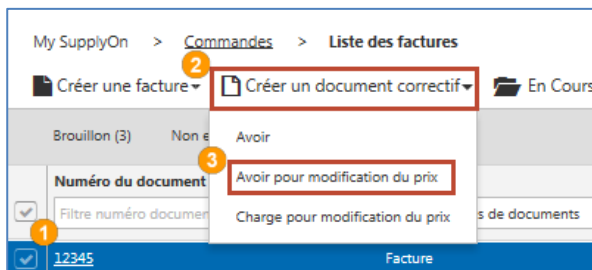 My SupplyOn > Commandes > Liste des factures
2
Créer une facture Créer un document correctif En Cours
Brouillon (3) Non e Avoir
3
Numéro du document Avoir pour modification du prix
Filtre numéro documen Charge pour modification du prix s de documents
1
12345 Facture